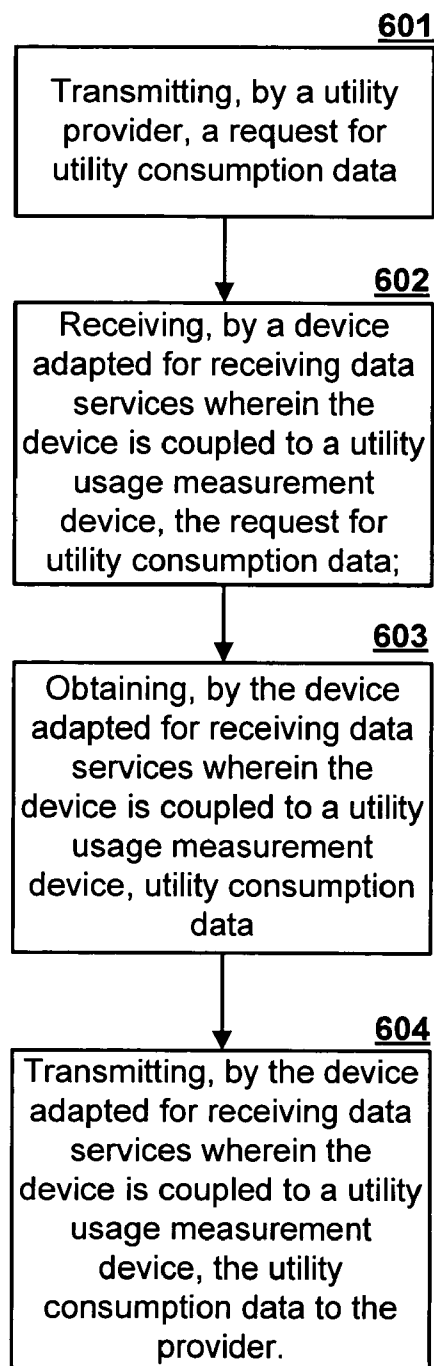 601
Transmitting, by a utility
provider, a request for
utility consumption data
602
Receiving, by a device
adapted for receiving data
services wherein the
device is coupled to a utility
usage measurement
device, the request for
utility consumption data;
603
Obtaining, by the device
adapted for receiving data
services wherein the
device is coupled to a utility
usage measurement
device, utility consumption
data
604
Transmitting, by the device
adapted for receiving data
services wherein the
device is coupled to a utility
usage measurement
device, the utility
consumption data to the
provider.